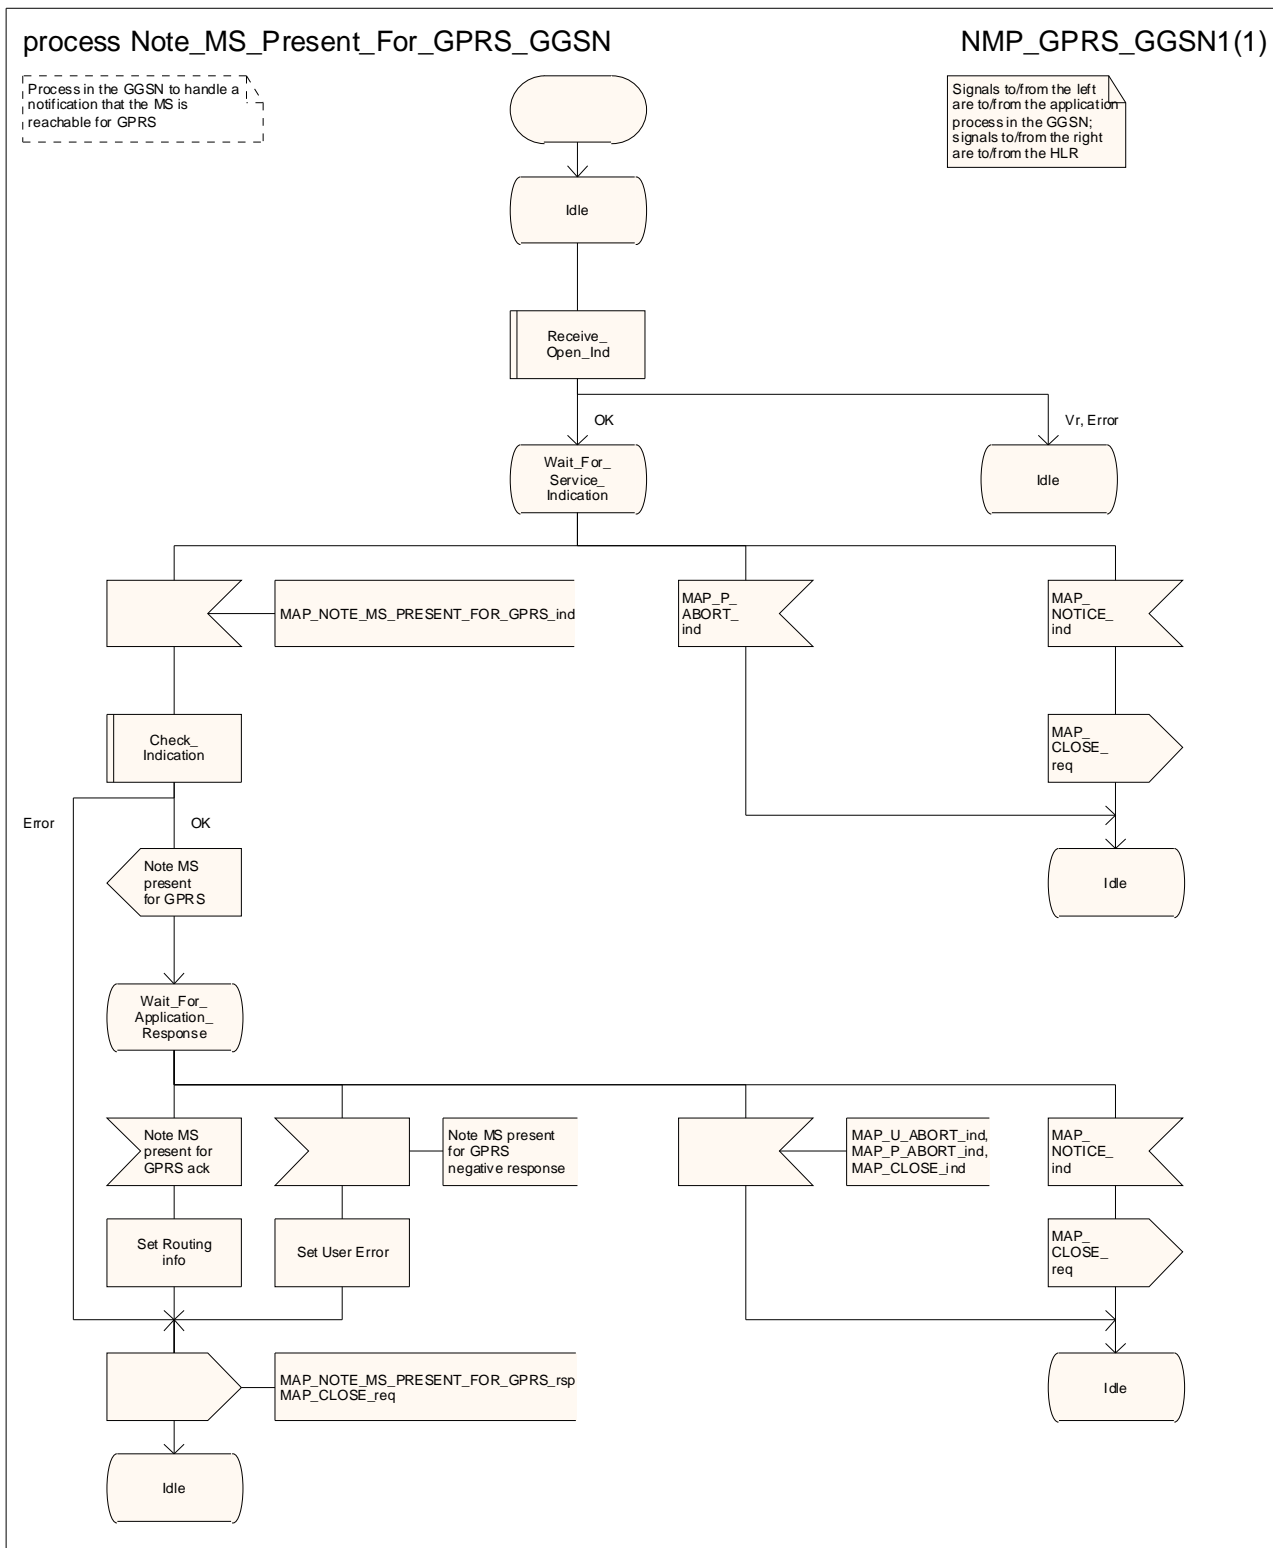 process Note_MS_Present_For_GPRS_GGSN
NMP_GPRS_GGSN1(1)
Process in the GGSN to handle a
notification that the MS is
reachable for GPRS
Signals to/from the left
are to/from the application
process in the GGSN;
signals to/from the right
are to/from the HLR
Idle
Receive_
Open_Ind
OK
Vr, Error
Wait_For_
Service_
Indication
Idle
MAP_NOTE_MS_PRESENT_FOR_GPRS_ind
MAP_P_
ABORT_
ind
MAP_
NOTICE_
ind
Check_
Indication
MAP_
CLOSE_
req
Error
OK
Note MS
present
for GPRS
Idle
Wait_For_
Application_
Response
Note MS
present for
GPRS ack
Note MS present
for GPRS
negative response
MAP_U_ABORT_ind,
MAP_P_ABORT_ind,
MAP_CLOSE_ind
MAP_
NOTICE_
ind
Set Routing
info
Set User Error
MAP_
CLOSE_
req
MAP_NOTE_MS_PRESENT_FOR_GPRS_rsp
MAP_CLOSE_req
Idle
Idle